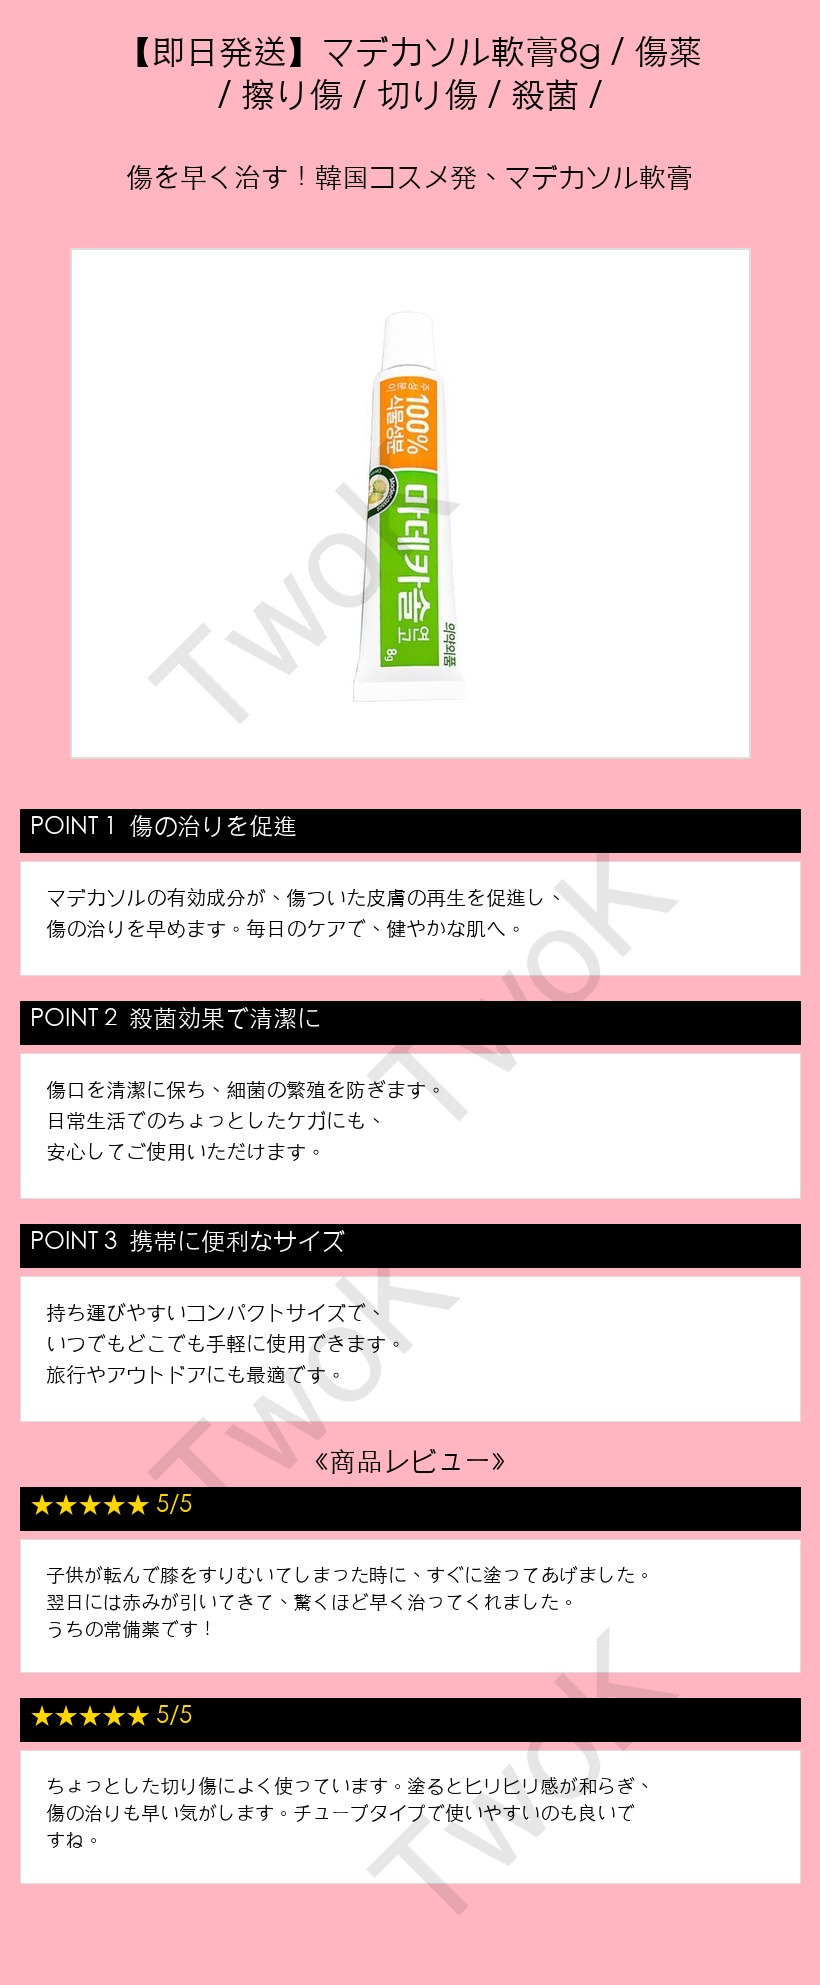 【即日発送】マデカソル軟膏8g / 傷薬
/ 擦り傷 / 切り傷 / 殺菌 /
傷を早く治す！韓国コスメ発、マデカソル軟膏
주성분이
100%
식물성분
마데카솔
연고
8g
의약외품
TwoK
POINT 1 傷の治りを促進
マデカソルの有効成分が、傷ついた皮膚の再生を促進し、
傷の治りを早めます。毎日のケアで、健やかな肌へ。
TwoK
POINT 2 殺菌効果で清潔に
傷口を清潔に保ち、細菌の繁殖を防ぎます。
日常生活でのちょっとしたケガにも、
安心してご使用いただけます。
POINT 3 携帯に便利なサイズ
持ち運びやすいコンパクトサイズで、
いつでもどこでも手軽に使用できます。
旅行やアウトドアにも最適です。
TwoK
《商品レビュー》
★★★★★ 5/5
子供が転んで膝をすりむいてしまった時に、すぐに塗ってあげました。
翌日には赤みが引いてきて、驚くほど早く治ってくれました。
うちの常備薬です！
★★★★★ 5/5
ちょっとした切り傷によく使っています。塗るとヒリヒリ感が和らぎ、
傷の治りも早い気がします。チューブタイプで使いやすいのも良いで
すね。
TwoK